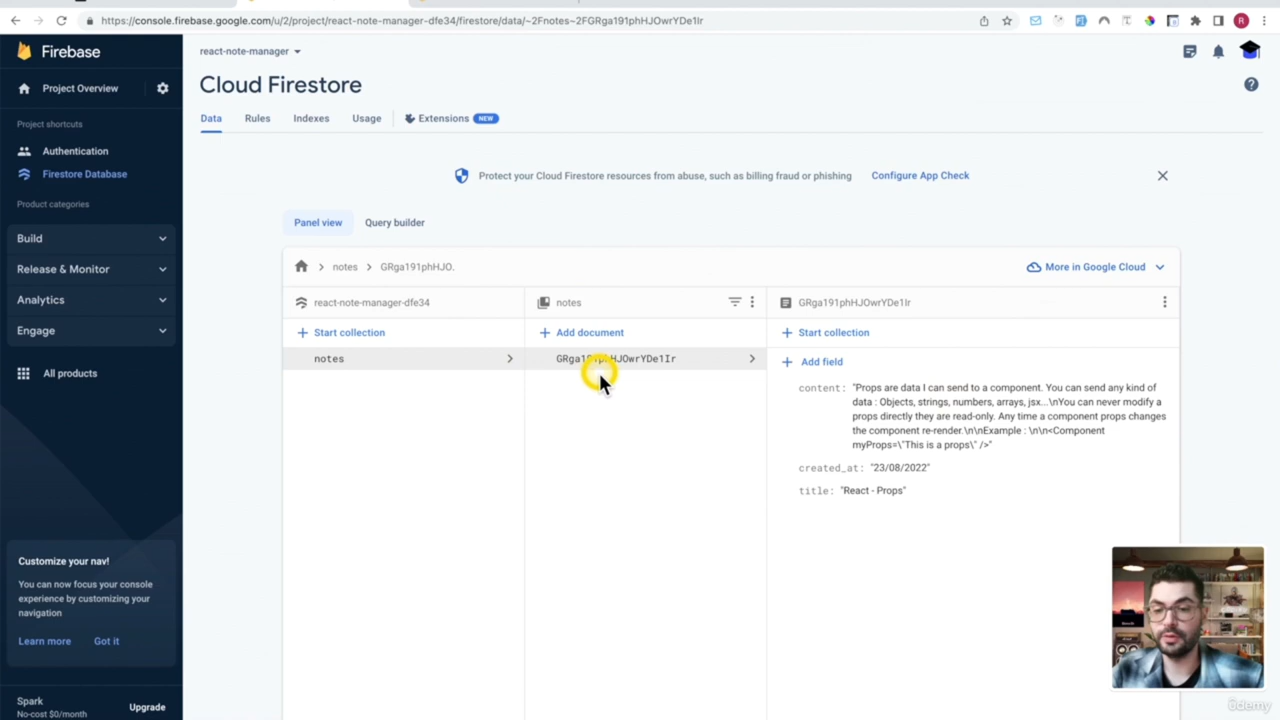 https://console.firebase.google.com/u/2/project/react-note-manager-dfe34/firestore/data/~2Fnotes~2FGRga191phHJOwrYDe1Ir
Firebase
Project Overview
Project shortcuts
Authentication
Firestore Database
Product categories
Build
Release & Monitor
Analytics
Engage
All products
Customize your nav!
You can now focus your console
experience by customizing your
navigation
Learn more Got it
Spark
No-cost $0/month
Upgrade
react-note-manager
Cloud Firestore
Data Rules Indexes Usage Extensions NEW
Protect your Cloud Firestore resources from abuse, such as billing fraud or phishing Configure App Check
Panel view Query builder
notes GRga191phHJO.
More in Google Cloud
react-note-manager-dfe34
Start collection
notes
notes
Add document
GRga191phHJOwrYDe1Ir
GRga191phHJOwrYDe1Ir
Start collection
Add field
content: "Props are data I can send to a component. You can send any kind of
data : Objects, strings, numbers, arrays, jsx...\nYou can never modify a
props directly they are read-only. Any time a component props changes
the component re-render.\n\nExample : \n\n<Component
myProps=\"This is a props\" />"
created_at: "23/08/2022"
title: "React - Props"
R
ûdemy